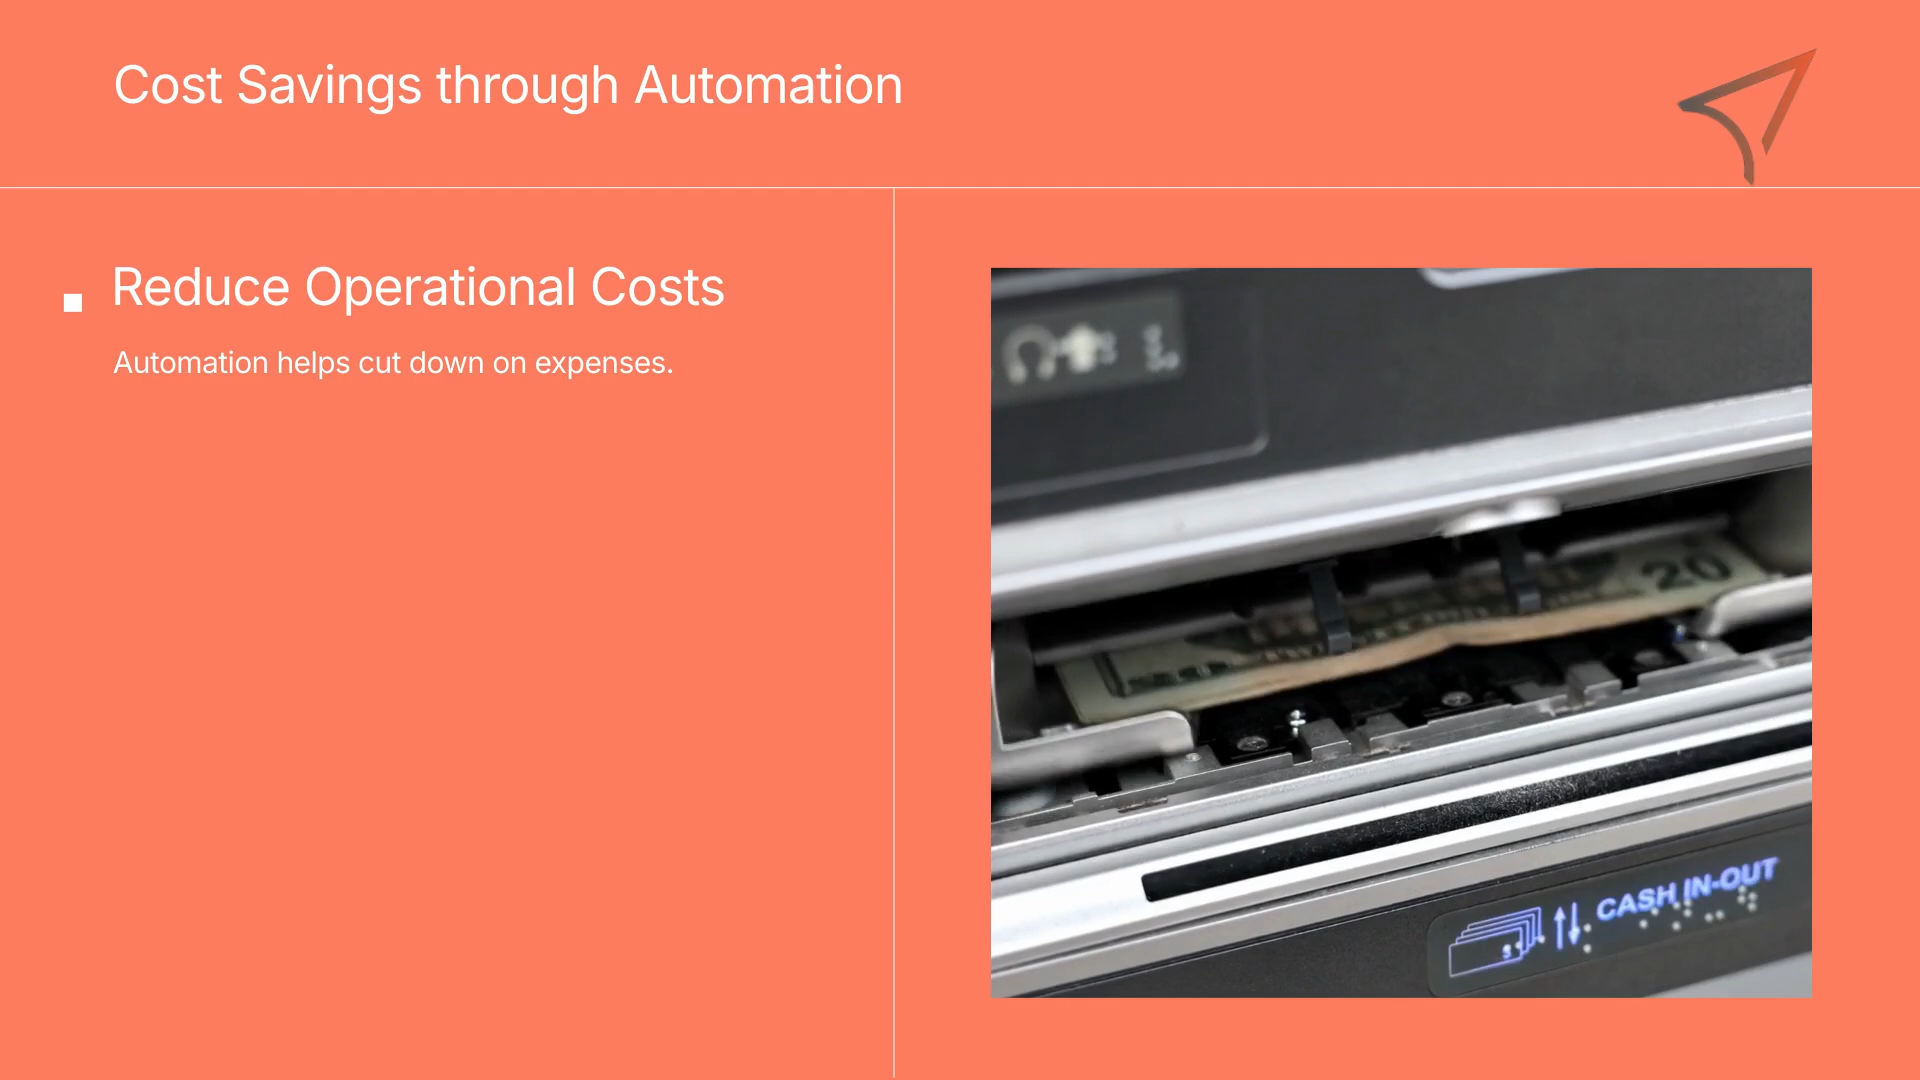 Cost Savings through Automation
Reduce Operational Costs
Automation helps cut down on expenses.
20
CASH IN-OUT